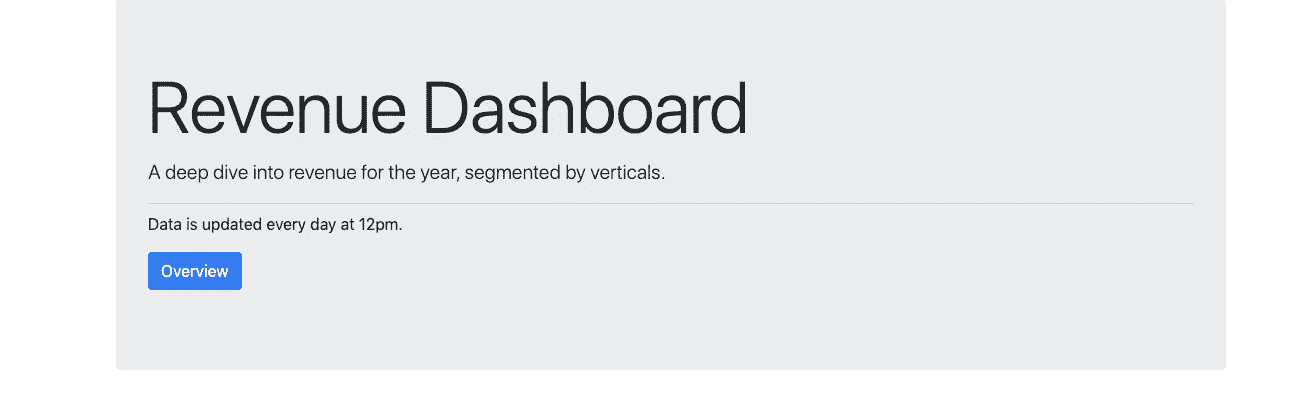 Revenue Dashboard
A deep dive into revenue for the year, segmented by verticals.
Data is updated every day at 12pm.
Overview